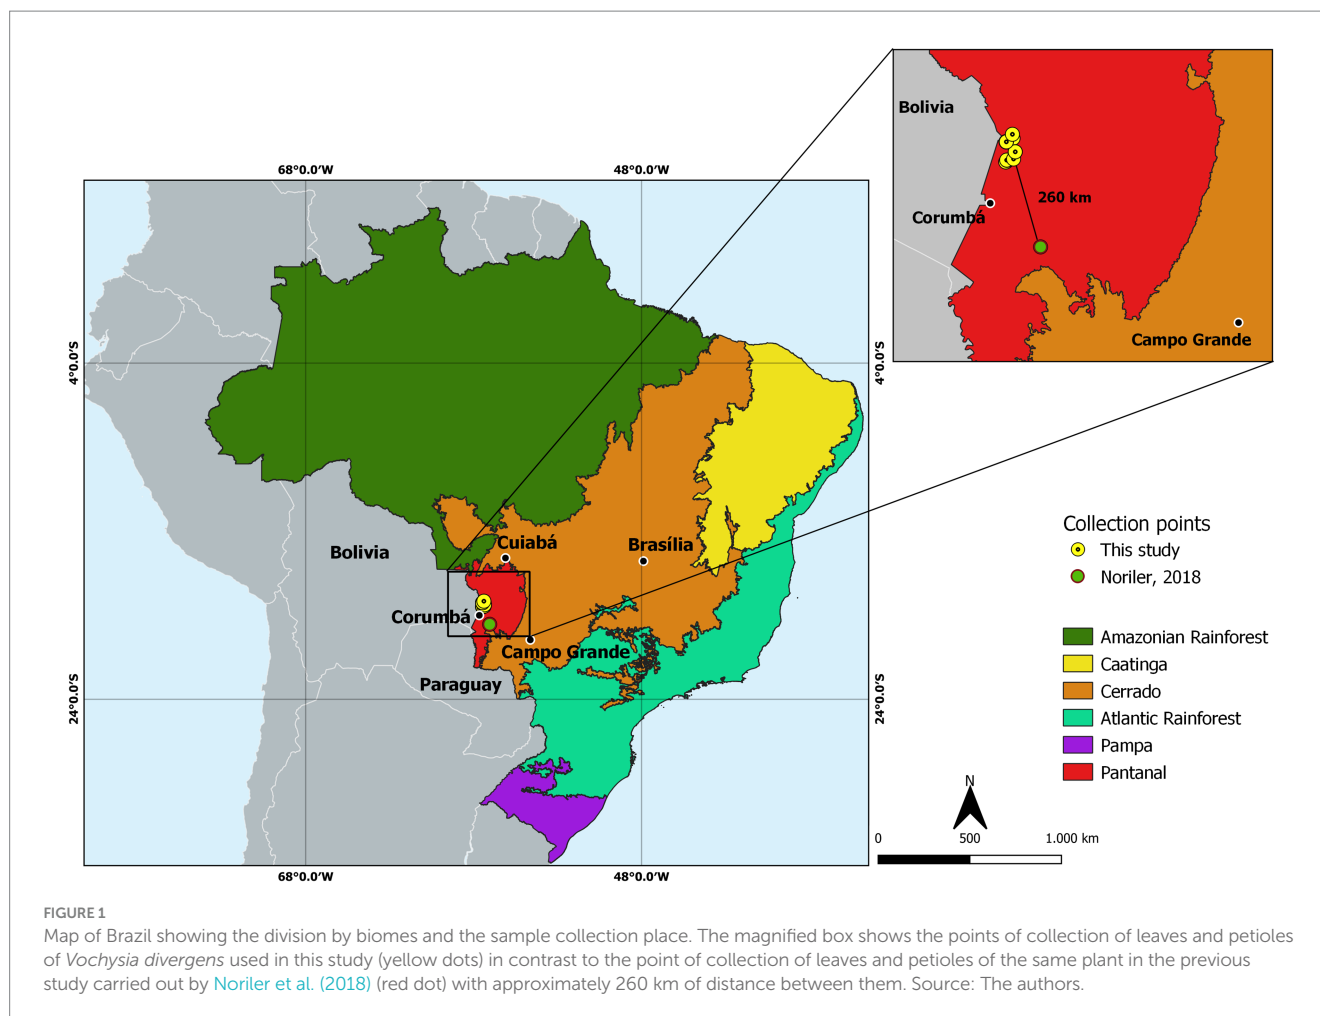 Bolivia
260 km
Corumbá
Campo Grande
68°0.0'W
48°0.0'W
4°0.0'S
4°0.0'S
Collection points
This study
Noriler, 2018
Cuiabá
Brasília
Bolivia
Corumbá
Campo Grande
Paraguay
24°0.0'S
24°0.0'S
Amazonian Rainforest
Caatinga
Cerrado
Atlantic Rainforest
Pampa
Pantanal
N
0 500 1.000 km
68°0.0'W
48°0.0'W
FIGURE 1
Map of Brazil showing the division by biomes and the sample collection place. The magnified box shows the points of collection of leaves and petioles
of Vochysia divergens used in this study (yellow dots) in contrast to the point of collection of leaves and petioles of the same plant in the previous
study carried out by Noriler et al. (2018) (red dot) with approximately 260 km of distance between them. Source: The authors.